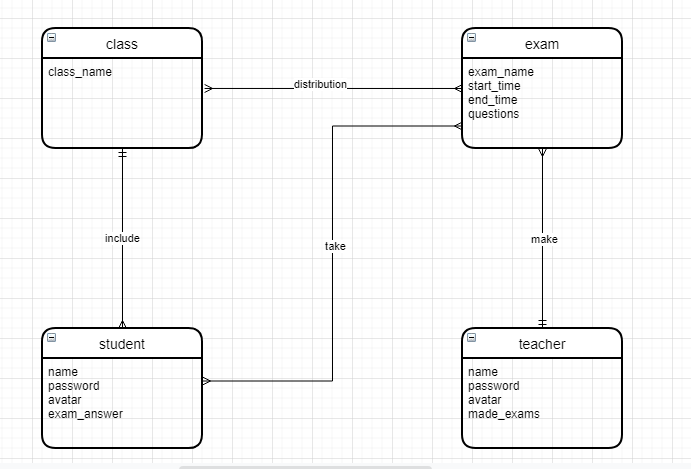 class
class_name
exam
exam_name
start_time
end_time
questions
distribution
include
take
make
student
name
password
avatar
exam_answer
teacher
name
password
avatar
made_exams